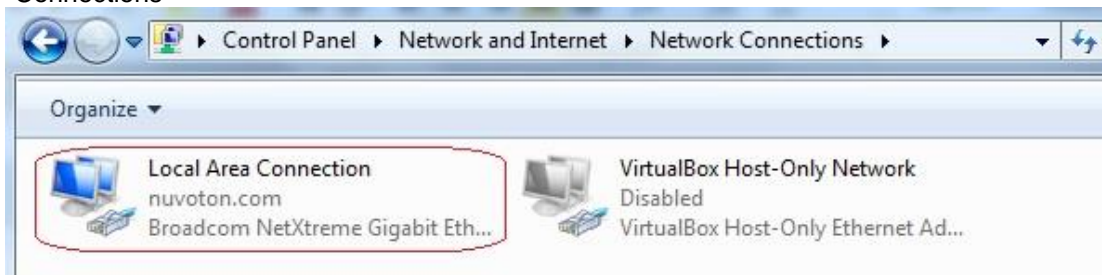 Connections
Control Panel ▸ Network and Internet ▸ Network Connections ▸
Organize ▾
Local Area Connection
nuvoton.com
Broadcom NetXtreme Gigabit Eth...
VirtualBox Host-Only Network
Disabled
VirtualBox Host-Only Ethernet Ad...